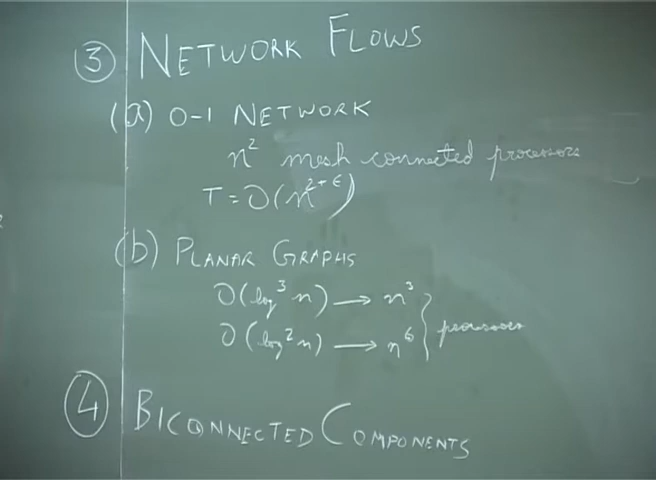 ③ NETWORK FLOWS
(a) 0-1 NETWORK
n² mesh connected processors
T = O(n^{2+ε})
(b) PLANAR GRAPHS
O(log³ n) → n³
O(log² n) → n⁶ } processors
④ BICONNECTED COMPONENTS